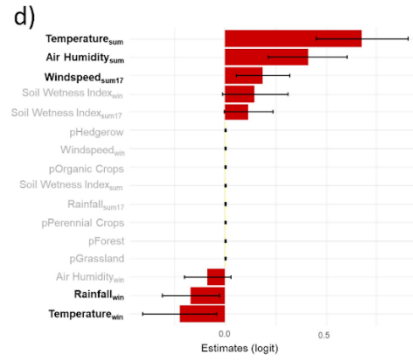 d)
Temperaturesum
Air Humiditysum
Windspeedsum17
Soil Wetness Indexwin
Soil Wetness Indexsum17
pHedgerow
Windspeedwin
pOrganic Crops
Soil Wetness Indexsum
Rainfallsum17
pPerennial Crops
pForest
pGrassland
Air Humiditywin
Rainfallwin
Temperaturewin
0.0 0.5
Estimates (logit)